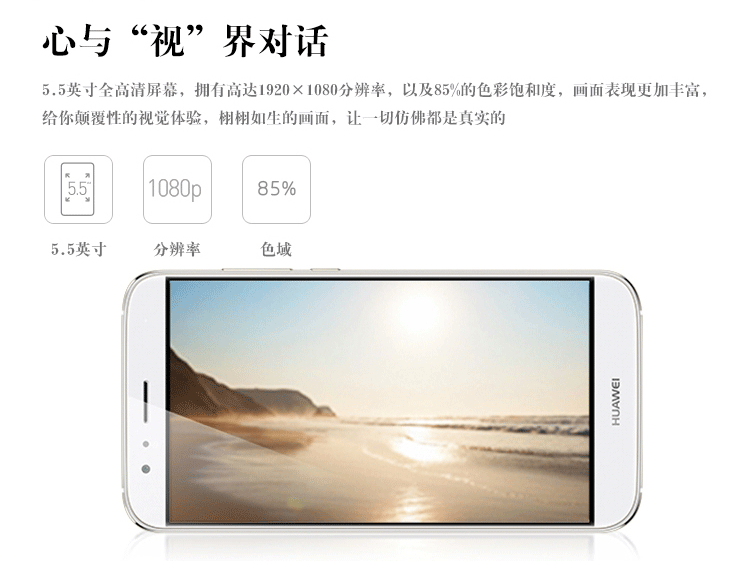 心与“视”界对话
5.5英寸全高清屏幕，拥有高达1920×1080分辨率，以及85%的色彩饱和度，画面表现更加丰富，
给你颠覆性的视觉体验，栩栩如生的画面，让一切仿佛都是真实的
5.5"
1080p
85%
5.5英寸
分辨率
色域
HUAWEI